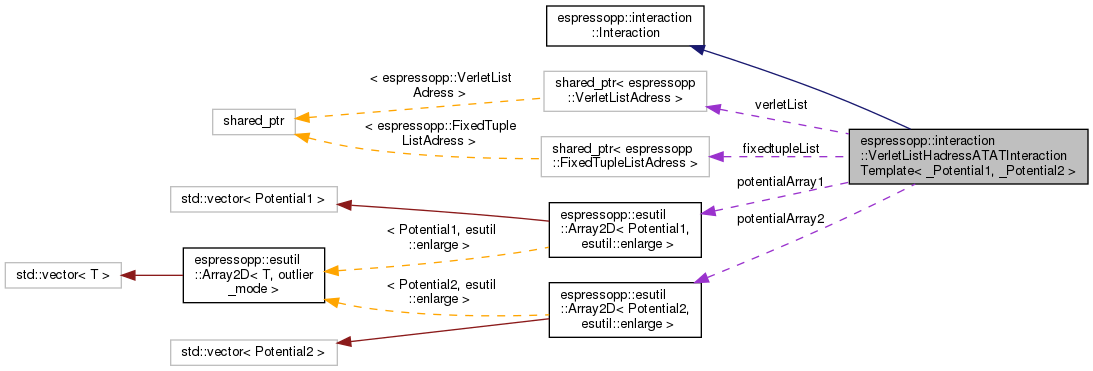 espressopp::interaction
::Interaction
< espressopp::VerletList
Adress >
shared_ptr< espressopp
::VerletListAdress >
verletList
shared_ptr
< espressopp::FixedTuple
ListAdress >
shared_ptr< espressopp
::FixedTupleListAdress >
fixedtupleList
espressopp::interaction
::VerletListHadressATATInteraction
Template< _Potential1, _Potential2 >
potentialArray1
std::vector< Potential1 >
espressopp::esutil
::Array2D< Potential1,
esutil::enlarge >
potentialArray2
< Potential1, esutil
::enlarge >
std::vector< T >
espressopp::esutil
::Array2D< T, outlier
_mode >
< Potential2, esutil
::enlarge >
espressopp::esutil
::Array2D< Potential2,
esutil::enlarge >
std::vector< Potential2 >